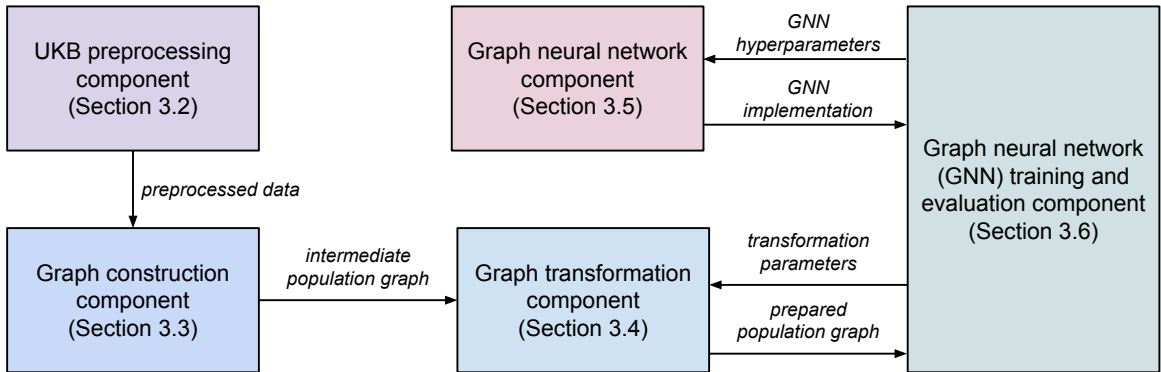 UKB preprocessing
component
(Section 3.2)
Graph neural network
component
(Section 3.5)
GNN
hyperparameters
GNN
implementation
Graph neural network
(GNN) training and
evaluation component
(Section 3.6)
preprocessed data
Graph construction
component
(Section 3.3)
intermediate
population graph
Graph transformation
component
(Section 3.4)
transformation
parameters
prepared
population graph